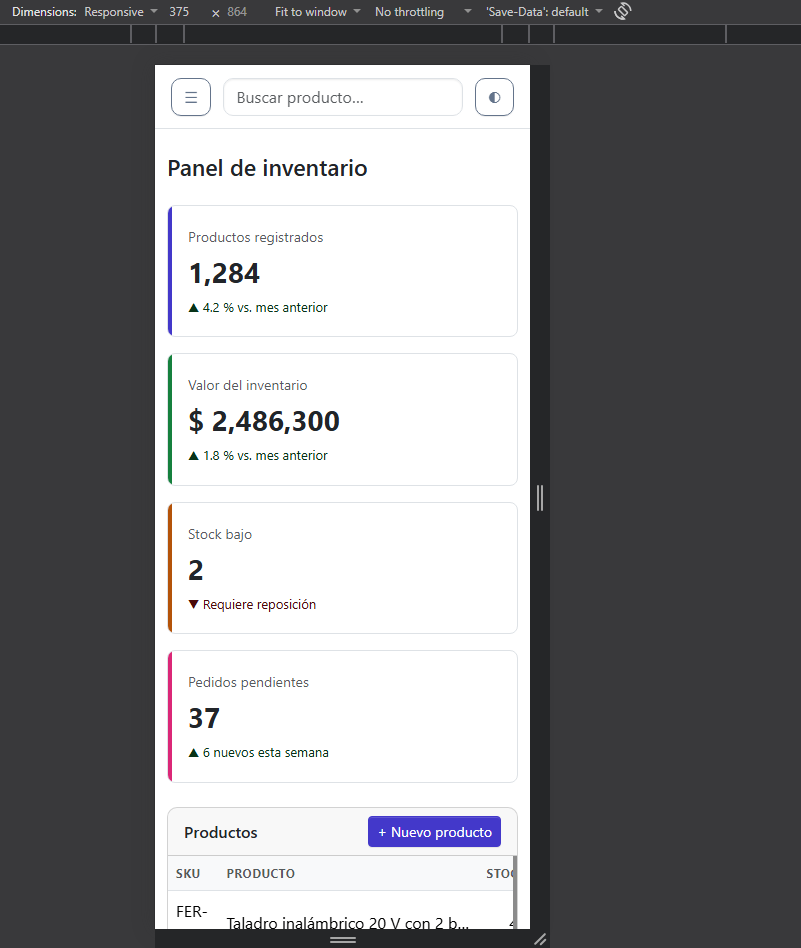 Dimensions: Responsive 375 × 864 Fit to window No throttling 'Save-Data': default
Buscar producto...
Panel de inventario
Productos registrados
1,284
▲ 4.2 % vs. mes anterior
Valor del inventario
$ 2,486,300
▲ 1.8 % vs. mes anterior
Stock bajo
2
▼ Requiere reposición
Pedidos pendientes
37
▲ 6 nuevos esta semana
Productos
+ Nuevo producto
SKU PRODUCTO
FER-
Taladro inalámbrico 20 V con 2 b...